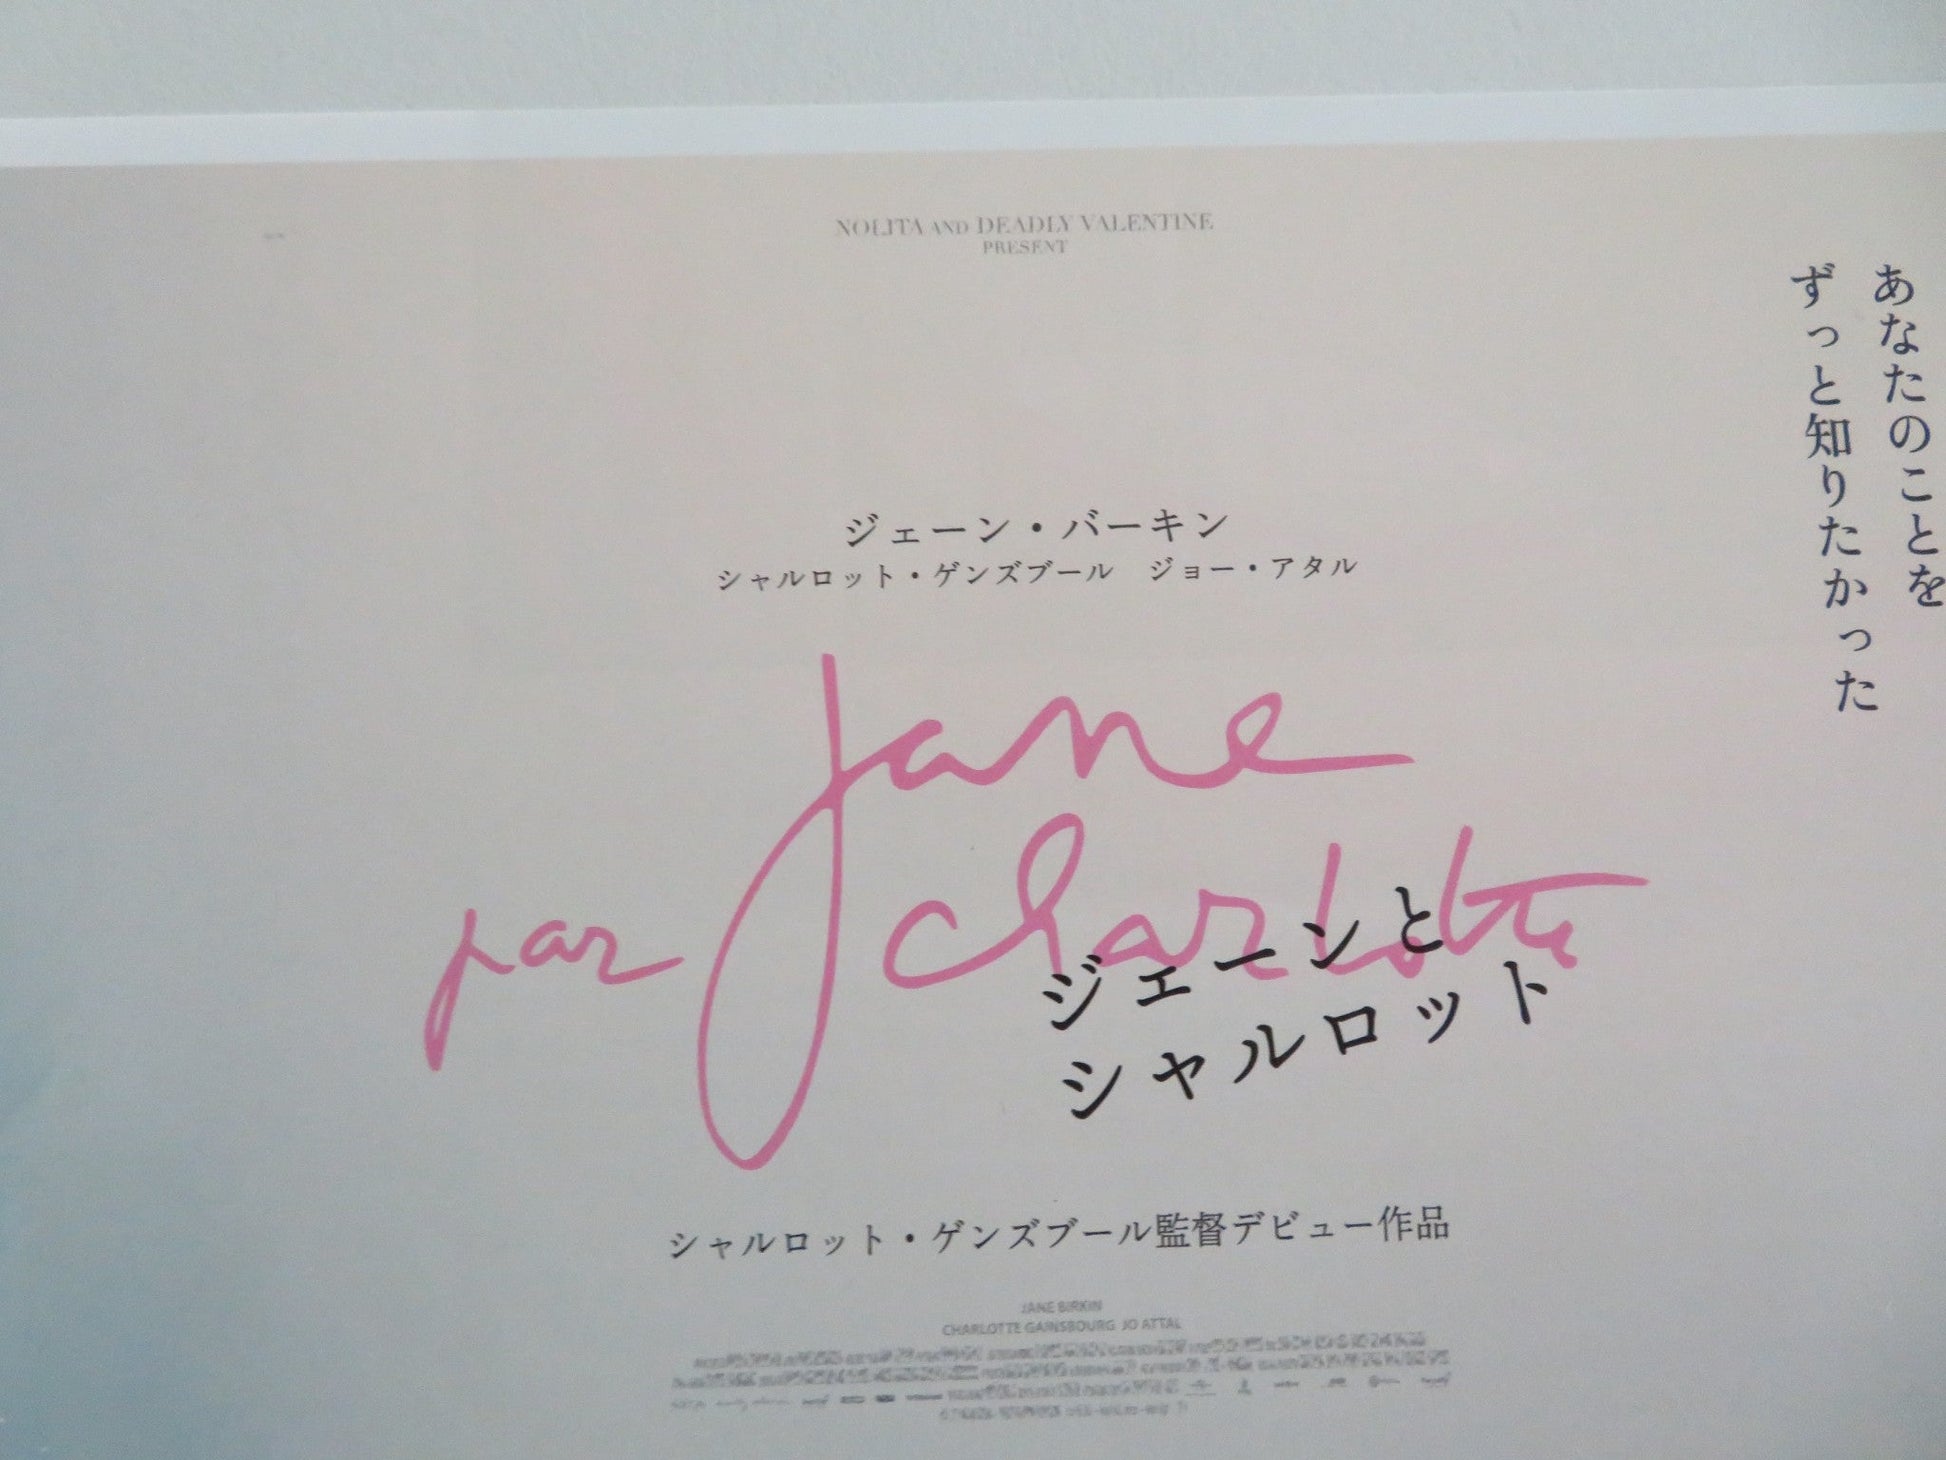 NOLITA AND DEADLY VALENTINE
PRESENT
あなたのことを
ずっと知りたかった
ジェーン・バーキン
シャルロット・ゲンズブール ジョー・アタル
Jane
par Charlotte
ジェーンと
シャルロット
シャルロット・ゲンズブール監督デビュー作品
JANE BIRKIN
CHARLOTTE GAINSBOURG JO ATTAL